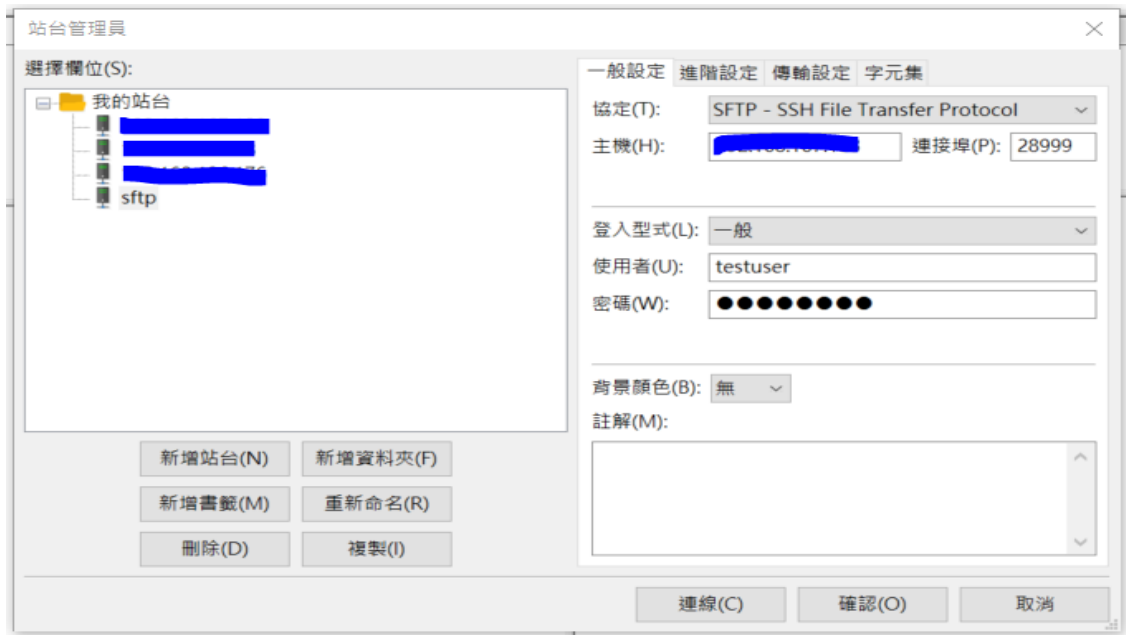 站台管理員
選擇欄位(S):
我的站台
sftp
新增站台(N) 新增資料夾(F)
新增書籤(M) 重新命名(R)
刪除(D) 複製(I)
一般設定 進階設定 傳輸設定 字元集
協定(T): SFTP - SSH File Transfer Protocol
主機(H): 連接埠(P): 28999
登入型式(L): 一般
使用者(U): testuser
密碼(W): ●●●●●●●●
背景顏色(B): 無
註解(M):
連線(C) 確認(O) 取消